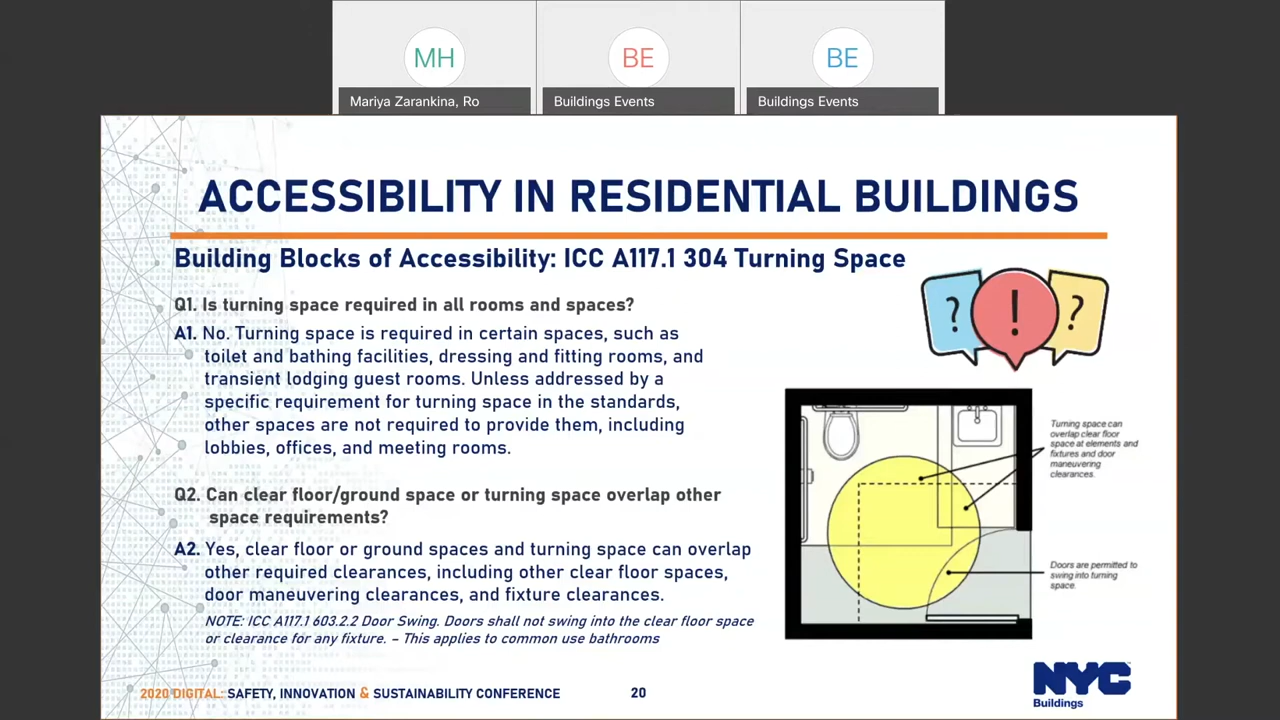 MH
BE
BE
Mariya Zarankina, Ro
Buildings Events
Buildings Events
ACCESSIBILITY IN RESIDENTIAL BUILDINGS
Building Blocks of Accessibility: ICC A117.1 304 Turning Space
? ! ?
Q1. Is turning space required in all rooms and spaces?
A1. No. Turning space is required in certain spaces, such as
toilet and bathing facilities, dressing and fitting rooms, and
transient lodging guest rooms. Unless addressed by a
specific requirement for turning space in the standards,
other spaces are not required to provide them, including
lobbies, offices, and meeting rooms.
Q2. Can clear floor/ground space or turning space overlap other
space requirements?
A2. Yes, clear floor or ground spaces and turning space can overlap
other required clearances, including other clear floor spaces,
door maneuvering clearances, and fixture clearances.
NOTE: ICC A117.1 603.2.2 Door Swing. Doors shall not swing into the clear floor space
or clearance for any fixture. – This applies to common use bathrooms
Turning space can
overlap clear floor
space at elements and
fixtures and door
maneuvering
clearances.
Doors are permitted to
swing into turning
space.
2020 DIGITAL: SAFETY, INNOVATION & SUSTAINABILITY CONFERENCE
20
NYC
Buildings